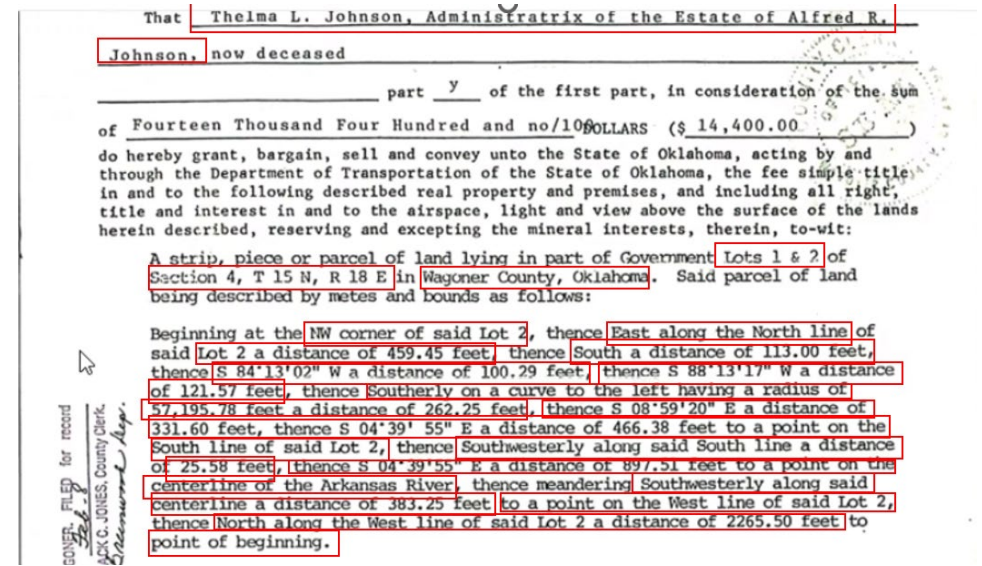 That Thelma L. Johnson, Administratrix of the Estate of Alfred R.
Johnson, now deceased
part y of the first part, in consideration of the sum
of Fourteen Thousand Four Hundred and no/100 DOLLARS ($ 14,400.00 )
do hereby grant, bargain, sell and convey unto the State of Oklahoma, acting by and
through the Department of Transportation of the State of Oklahoma, the fee simple title
in and to the following described real property and premises, and including all right,
title and interest in and to the airspace, light and view above the surface of the lands
herein described, reserving and excepting the mineral interests, therein, to-wit:
A strip, piece or parcel of land lying in part of Government Lots 1 & 2 of
Section 4, T 15 N, R 18 E in Wagoner County, Oklahoma. Said parcel of land
being described by metes and bounds as follows:
Beginning at the NW corner of said Lot 2, thence East along the North line of
said Lot 2 a distance of 459.45 feet, thence South a distance of 113.00 feet,
thence S 84°13'02" W a distance of 100.29 feet, thence S 88°13'17" W a distance
of 121.57 feet, thence Southerly on a curve to the left having a radius of
57,195.78 feet a distance of 262.25 feet, thence S 08°59'20" E a distance of
331.60 feet, thence S 04°39' 55" E a distance of 466.38 feet to a point on the
South line of said Lot 2, thence Southwesterly along said South line a distance
of 25.58 feet, thence S 04°39'55" E a distance of 897.51 feet to a point on the
centerline of the Arkansas River, thence meandering Southwesterly along said
centerline a distance of 383.25 feet to a point on the West line of said Lot 2,
thence North along the West line of said Lot 2 a distance of 2265.50 feet to
point of beginning.
GONER, FILED for record
Feb-8
ACK C. JONES, County Clerk.